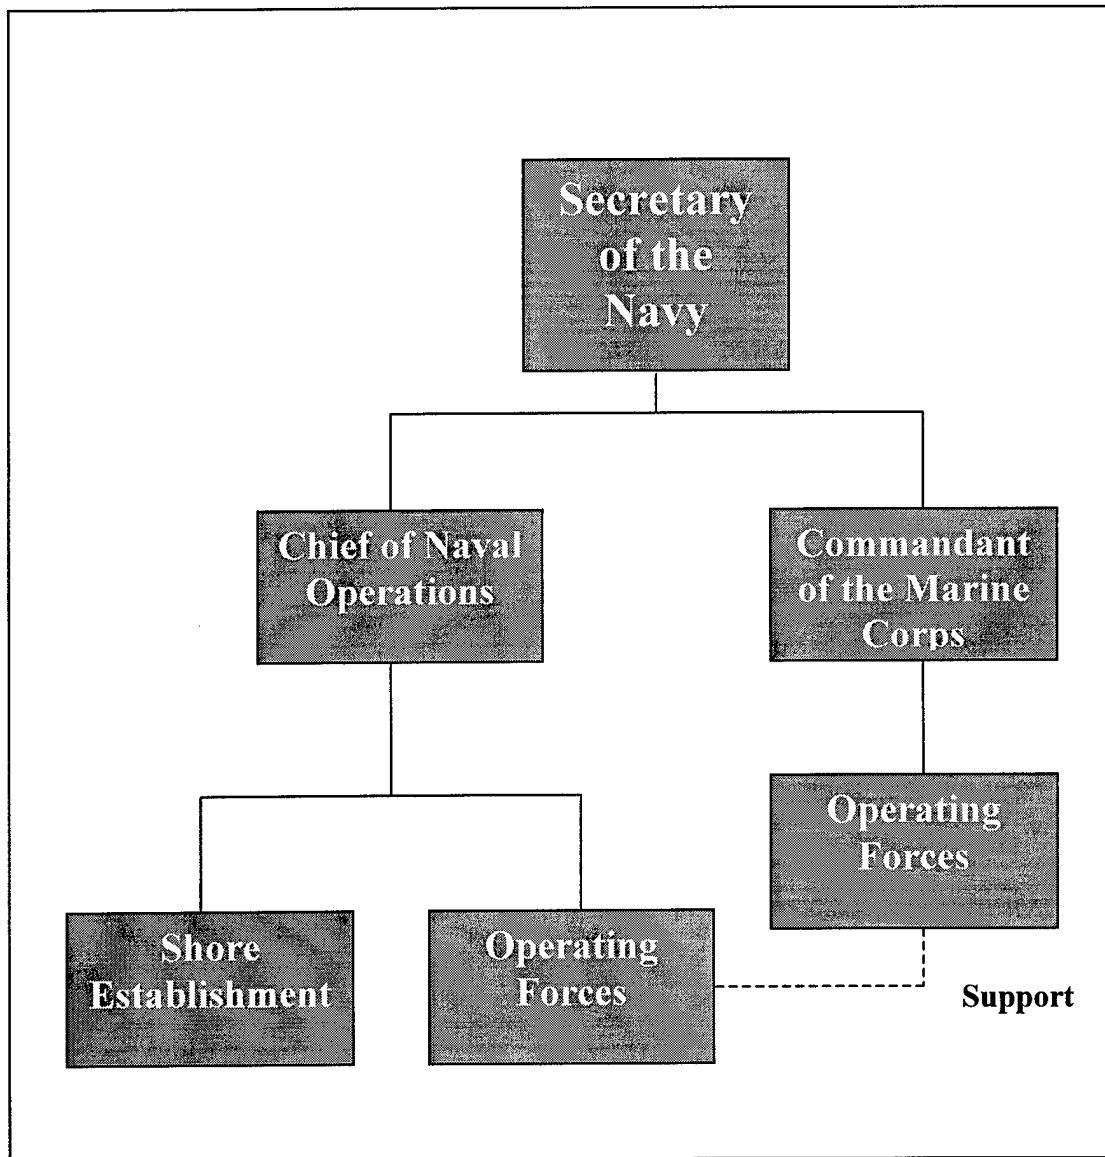 Secretary
of the
Navy
Chief of Naval
Operations
Commandant
of the Marine
Corps
Operating
Forces
Shore
Establishment
Operating
Forces
Support